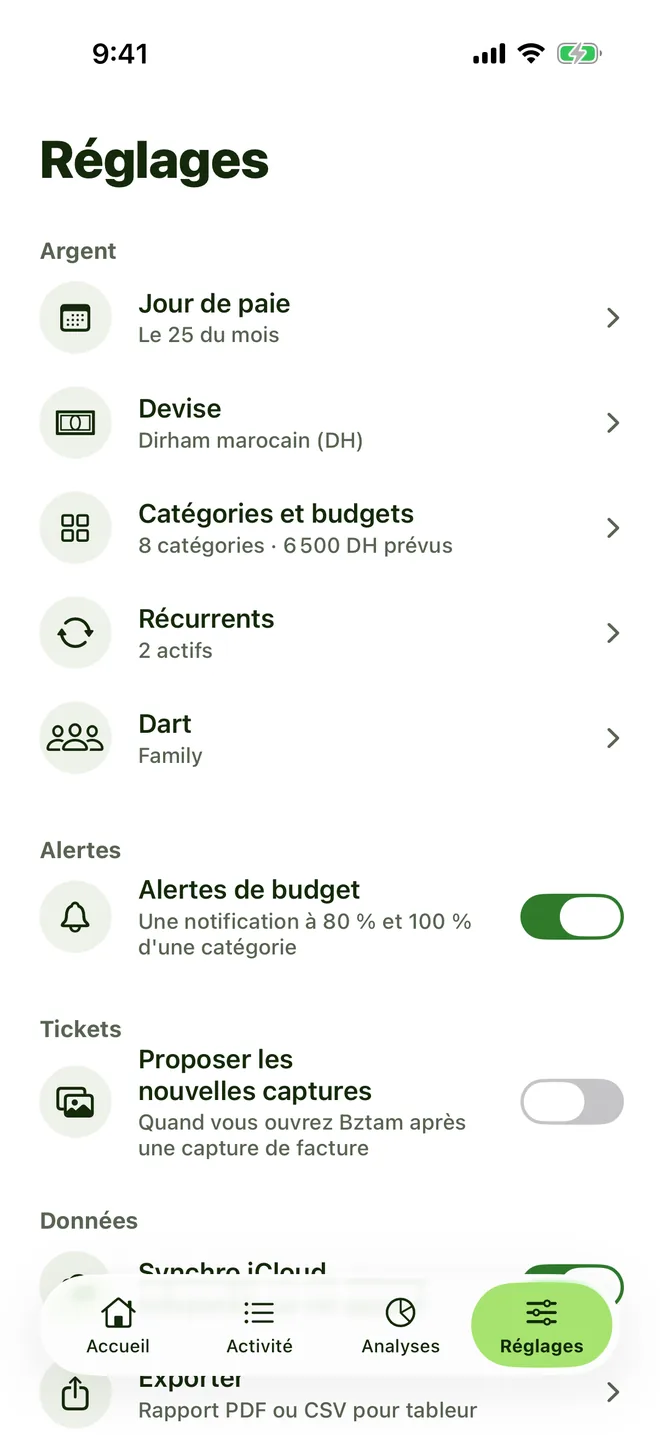 9:41
Réglages
Argent
Jour de paie
Le 25 du mois
Devise
Dirham marocain (DH)
Catégories et budgets
8 catégories · 6 500 DH prévus
Récurrents
2 actifs
Dart
Family
Alertes
Alertes de budget
Une notification à 80 % et 100 %
d'une catégorie
Tickets
Proposer les
nouvelles captures
Quand vous ouvrez Bztam après
une capture de facture
Données
Synchro iCloud
Accueil
Activité
Analyses
Réglages
Exporter
Rapport PDF ou CSV pour tableur